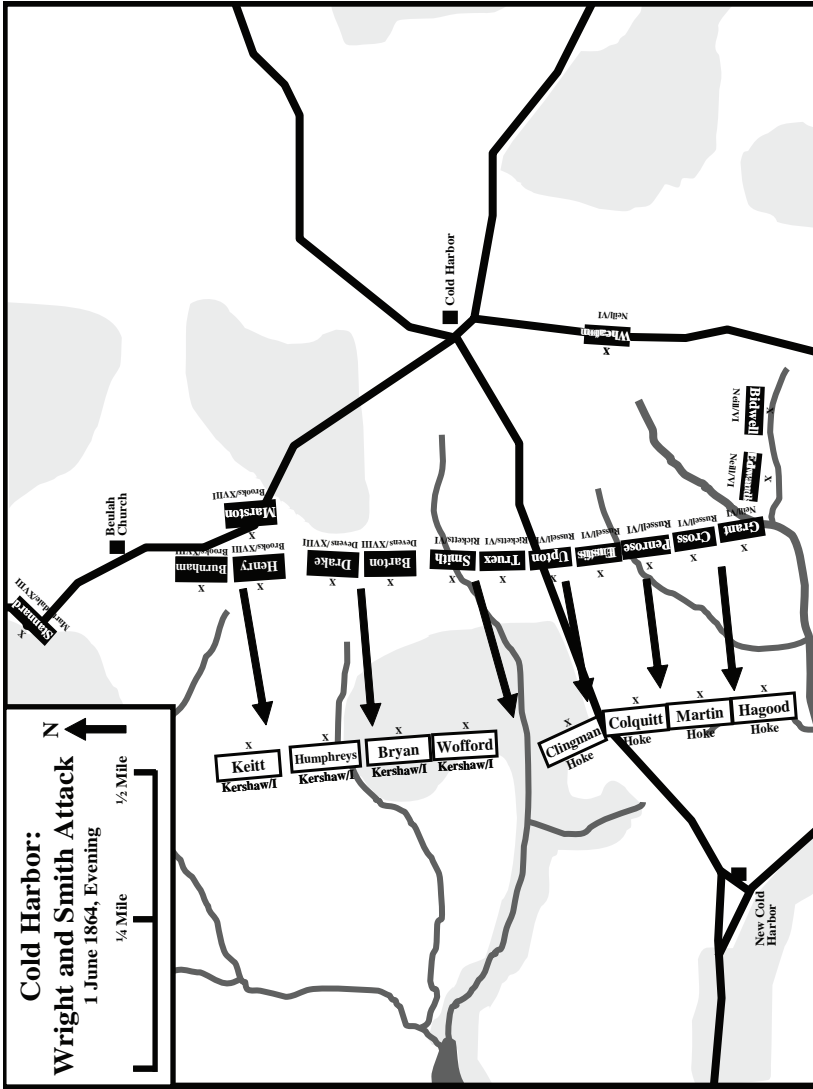 Cold Harbor:
Wright and Smith Attack
1 June 1864, Evening
N
½ Mile
¼ Mile
Cold Harbor
Beulah
Church
New Cold
Harbor
Neill/VI
X
Bidwell
Neill/VI
X
Neill/VI
X
Brooks/XVIII
Marston
X
Stannard
X
Brooks/XVIII
Burnham
X
Brooks/XVIII
Henry
X
Devens/XVIII
Drake
X
Devens/XVIII
Barton
X
Ricketts/VI
Smith
X
Ricketts/VI
Truex
X
Russell/VI
Upton
X
Russell/VI
X
Russell/VI
Penrose
X
Russell/VI
Cross
X
Neill/VI
Grant
X
X
Keitt
Kershaw/I
X
Humphreys
Kershaw/I
X
Bryan
Kershaw/I
X
Wofford
Kershaw/I
X
Clingman
Hoke
X
Colquitt
Hoke
X
Martin
Hoke
X
Hagood
Hoke